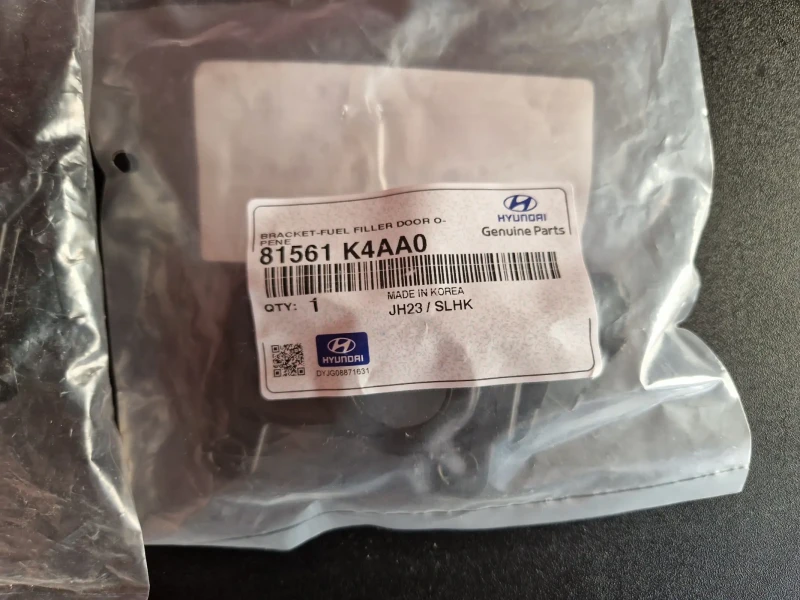 HYUNDAI
Genuine Parts
BRACKET-FUEL FILLER DOOR O-
PENE
81561 K4AA0
MADE IN KOREA
QTY: 1
JH23 / SLHK
HYUNDAI
DYJG08871631